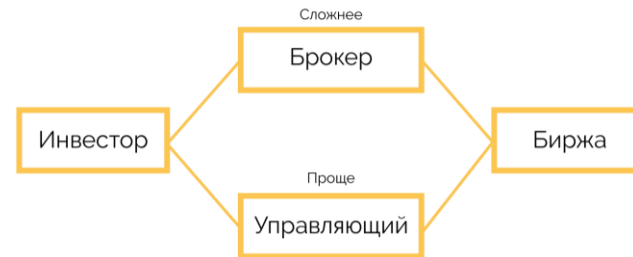 Сложнее
Брокер
Инвестор
Биржа
Проще
Управляющий